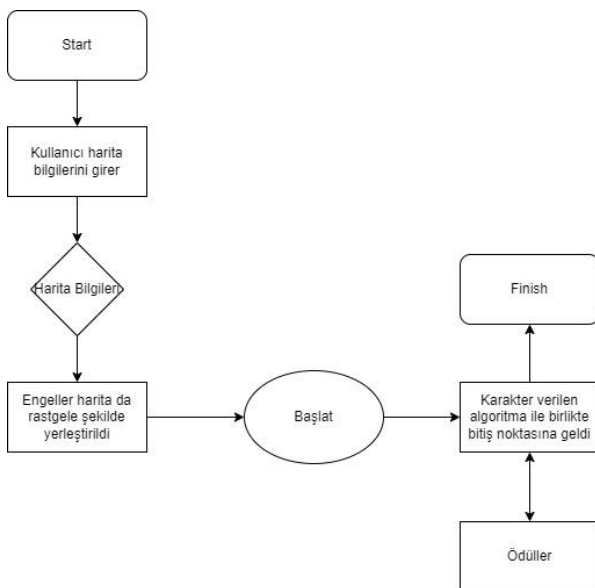 Start
Kullanıcı harita
bilgilerini girer
Harita Bilgileri
Engeller harita da
rastgele şekilde
yerleştirildi
Başlat
Finish
Karakter verilen
algoritma ile birlikte
bitiş noktasına geldi
Ödüller